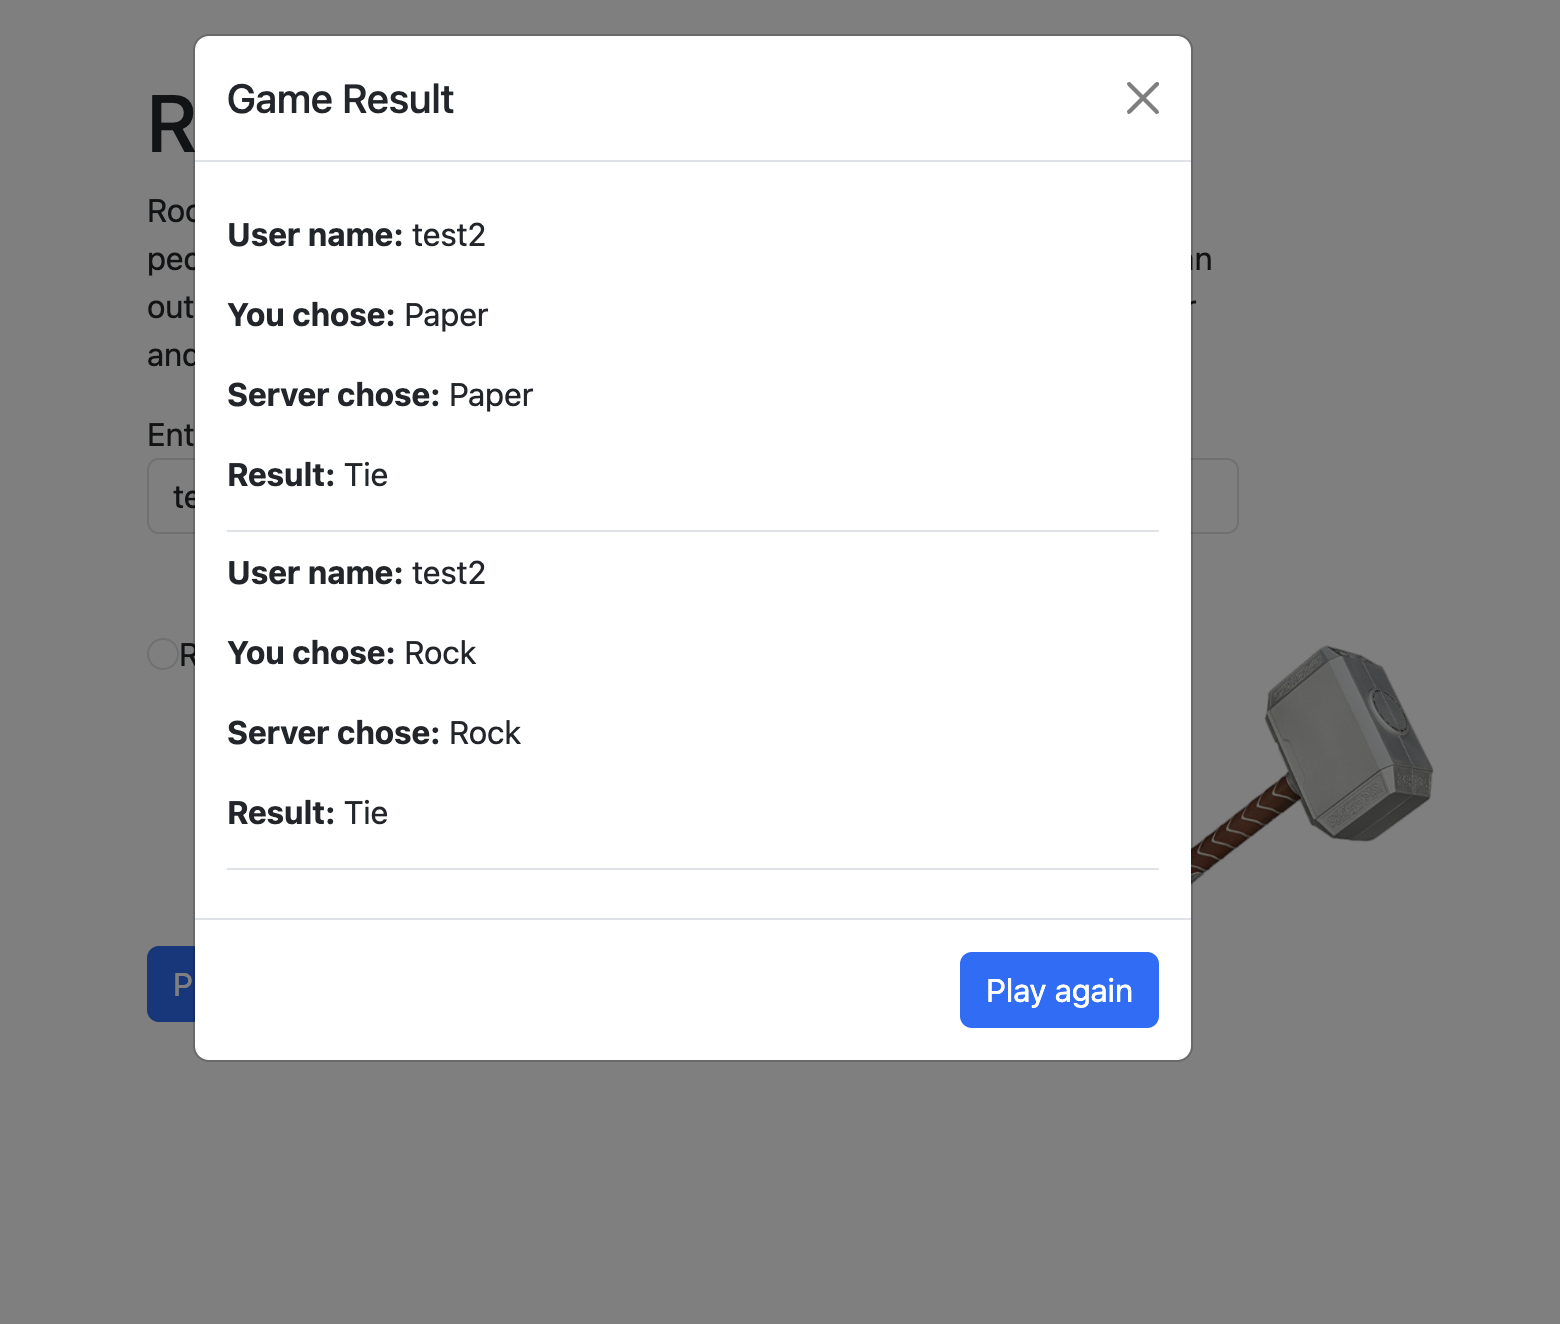 Game Result
User name: test2
You chose: Paper
Server chose: Paper
Result: Tie
User name: test2
You chose: Rock
Server chose: Rock
Result: Tie
Play again